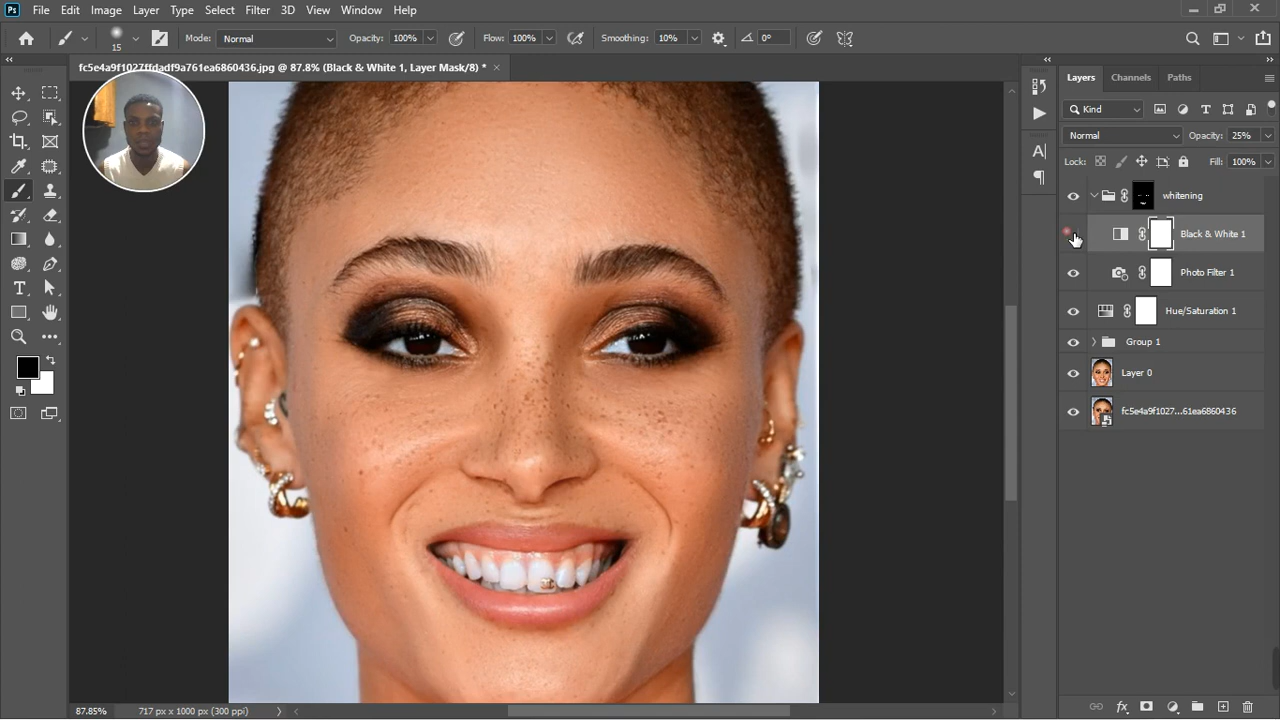 Ps File Edit Image Layer Type Select Filter 3D View Window Help
15 Mode: Normal Opacity: 100% Flow: 100% Smoothing: 10% 0°
fc5e4a9f1027ffdadf9a761ea6860436.jpg @ 87.8% (Black & White 1, Layer Mask/8) *
Layers Channels Paths
Kind
Normal Opacity: 25%
Lock: Fill: 100%
whitening
Black & White 1
Photo Filter 1
Hue/Saturation 1
Group 1
Layer 0
fc5e4a9f1027...61ea6860436
87.85% 717 px x 1000 px (300 ppi)